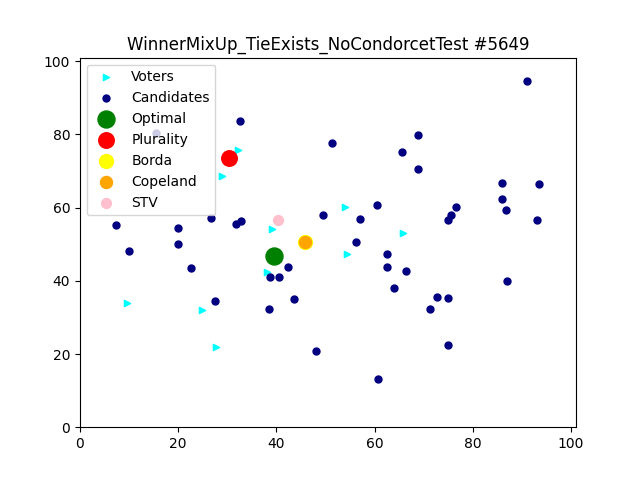 WinnerMixUp_TieExists_NoCondorcetTest #5649
Voters
Candidates
Optimal
Plurality
Borda
Copeland
STV
100
80
60
40
20
0
0 20 40 60 80 100